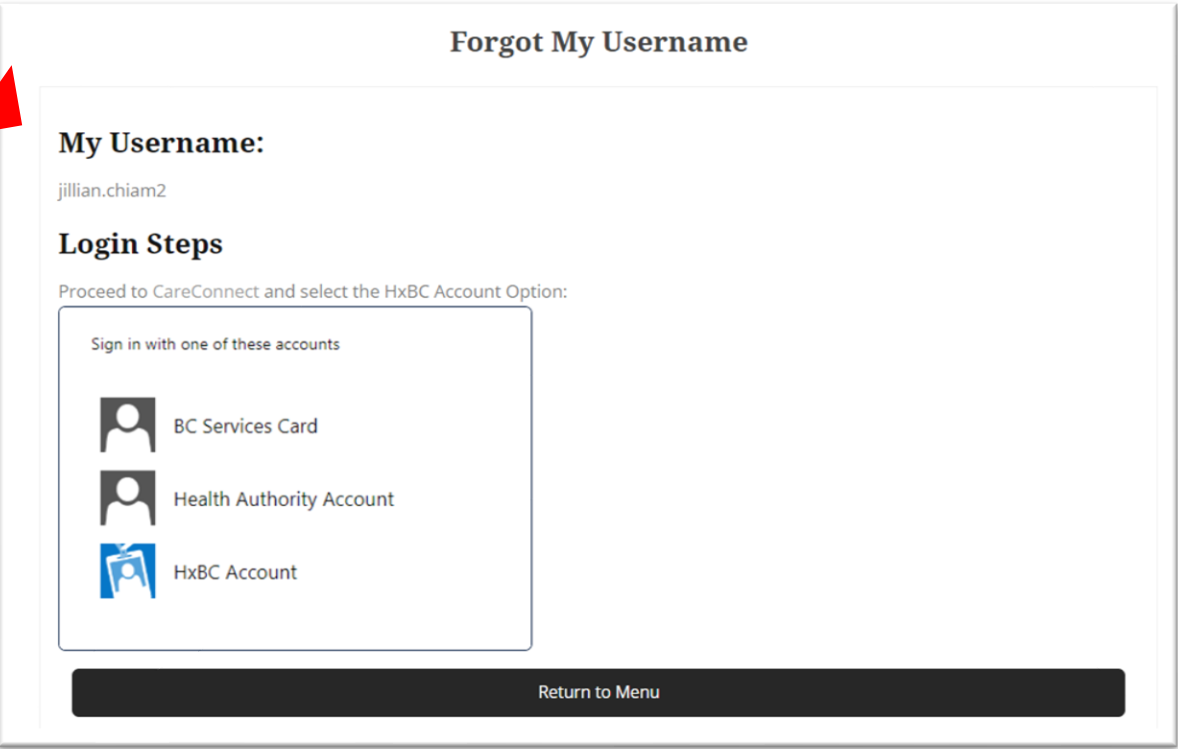 Forgot My Username
My Username:
jillian.chiam2
Login Steps
Proceed to CareConnect and select the HxBC Account Option:
Sign in with one of these accounts
BC Services Card
Health Authority Account
HxBC Account
Return to Menu